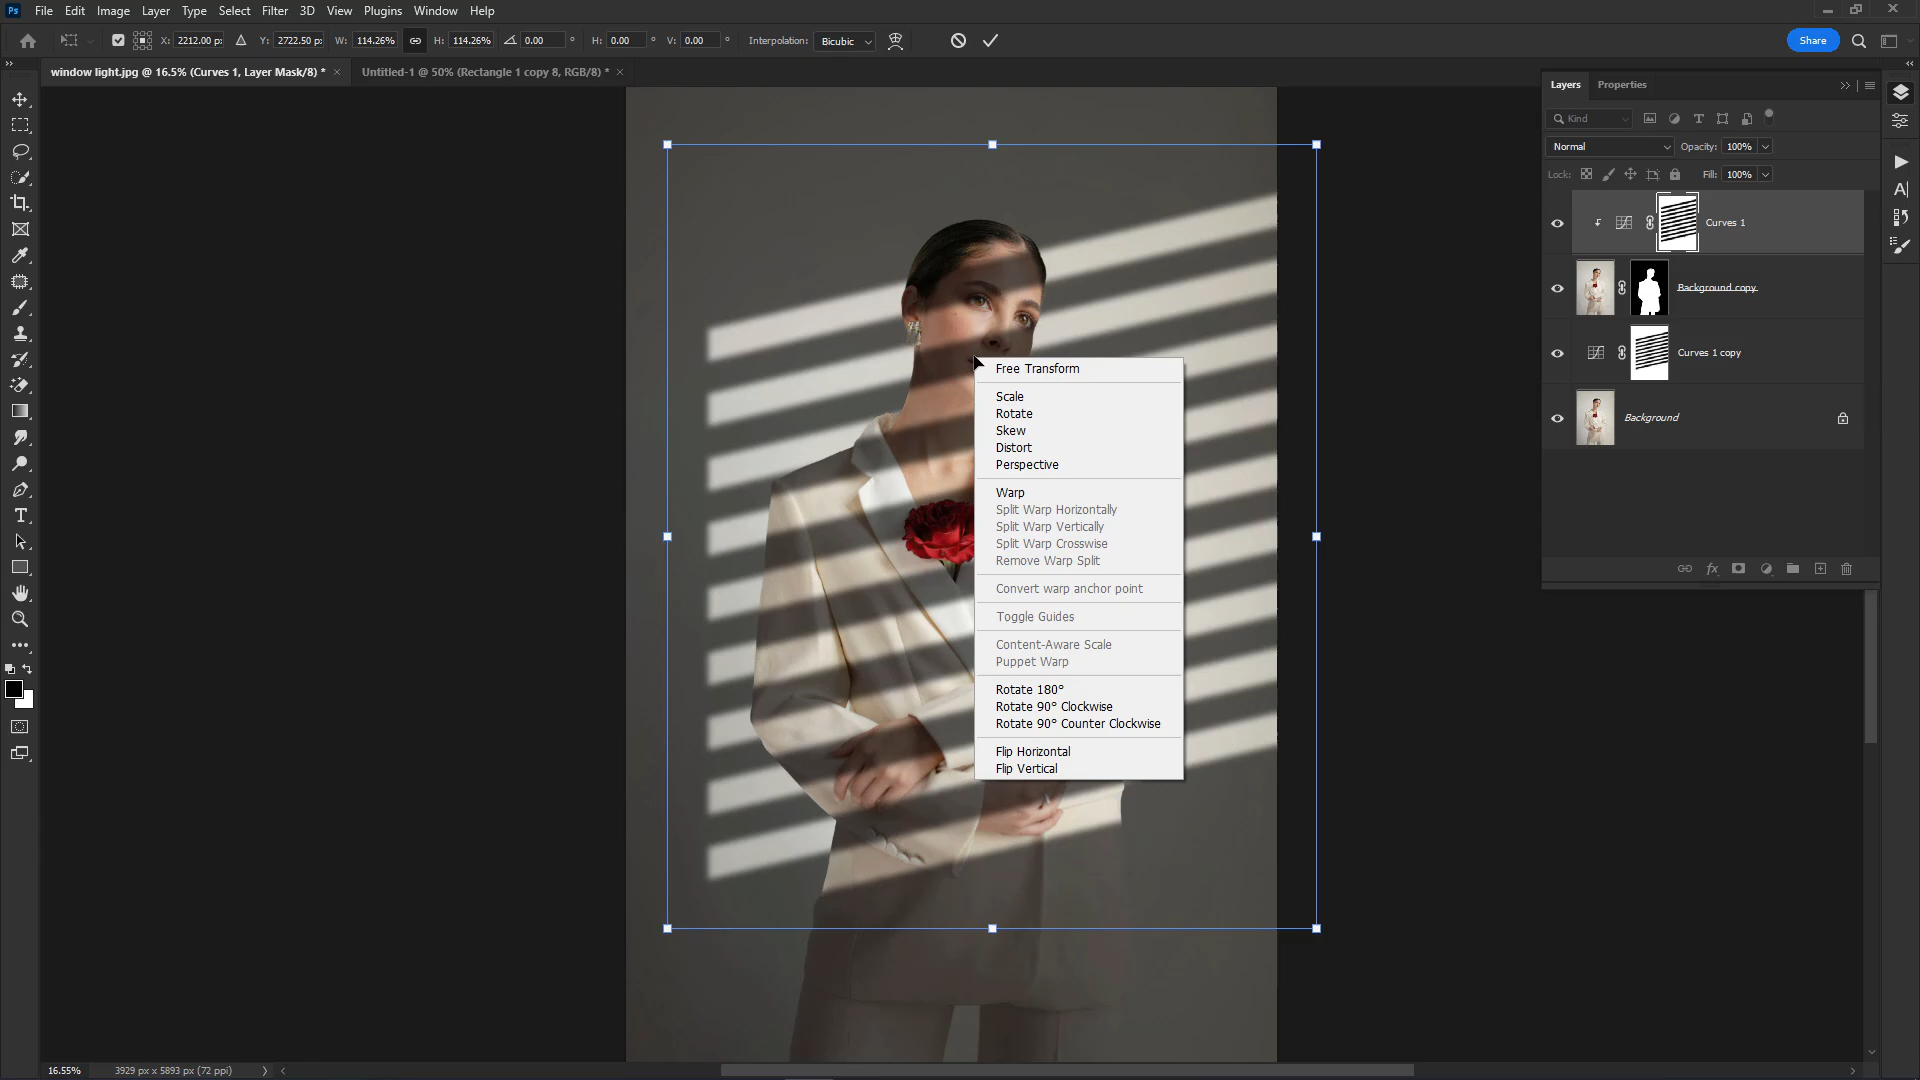 Ps File Edit Image Layer Type Select Filter 3D View Plugins Window Help
X: 2212.00 px Y: 2722.50 px W: 114.26% H: 114.26% 0.00 ° H: 0.00 ° V: 0.00 ° Interpolation: Bicubic Share
window light.jpg @ 16.5% (Curves 1, Layer Mask/8) * × Untitled-1 @ 50% (Rectangle 1 copy 8, RGB/8) * ×
Layers Properties
Kind
Normal Opacity: 100%
Lock: Fill: 100%
Curves 1
Background copy
Curves 1 copy
Background
Free Transform
Scale
Rotate
Skew
Distort
Perspective
Warp
Split Warp Horizontally
Split Warp Vertically
Split Warp Crosswise
Remove Warp Split
Convert warp anchor point
Toggle Guides
Content-Aware Scale
Puppet Warp
Rotate 180°
Rotate 90° Clockwise
Rotate 90° Counter Clockwise
Flip Horizontal
Flip Vertical
16.55% 3929 px x 5893 px (72 ppi)